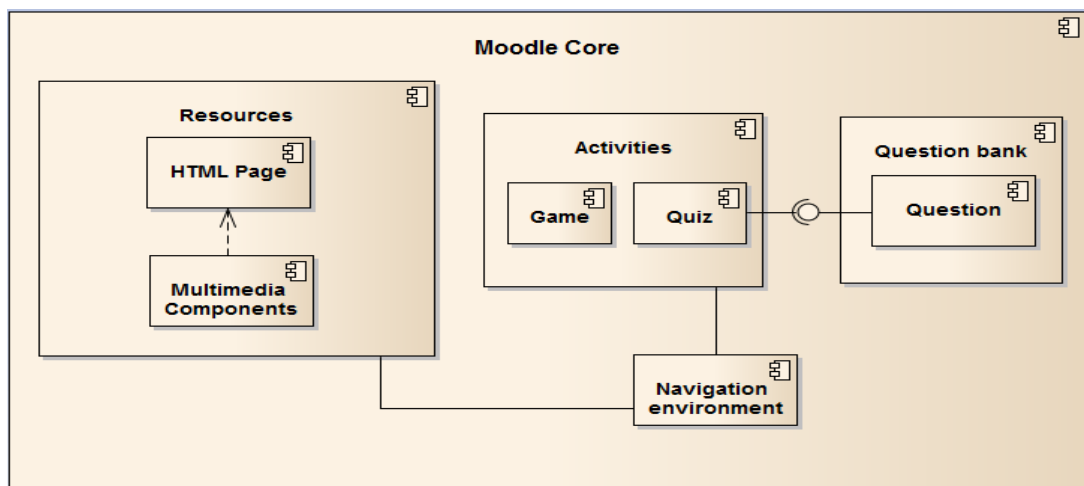 Moodle Core
Resources
HTML Page
Multimedia
Components
Activities
Game
Quiz
Question bank
Question
Navigation
environment